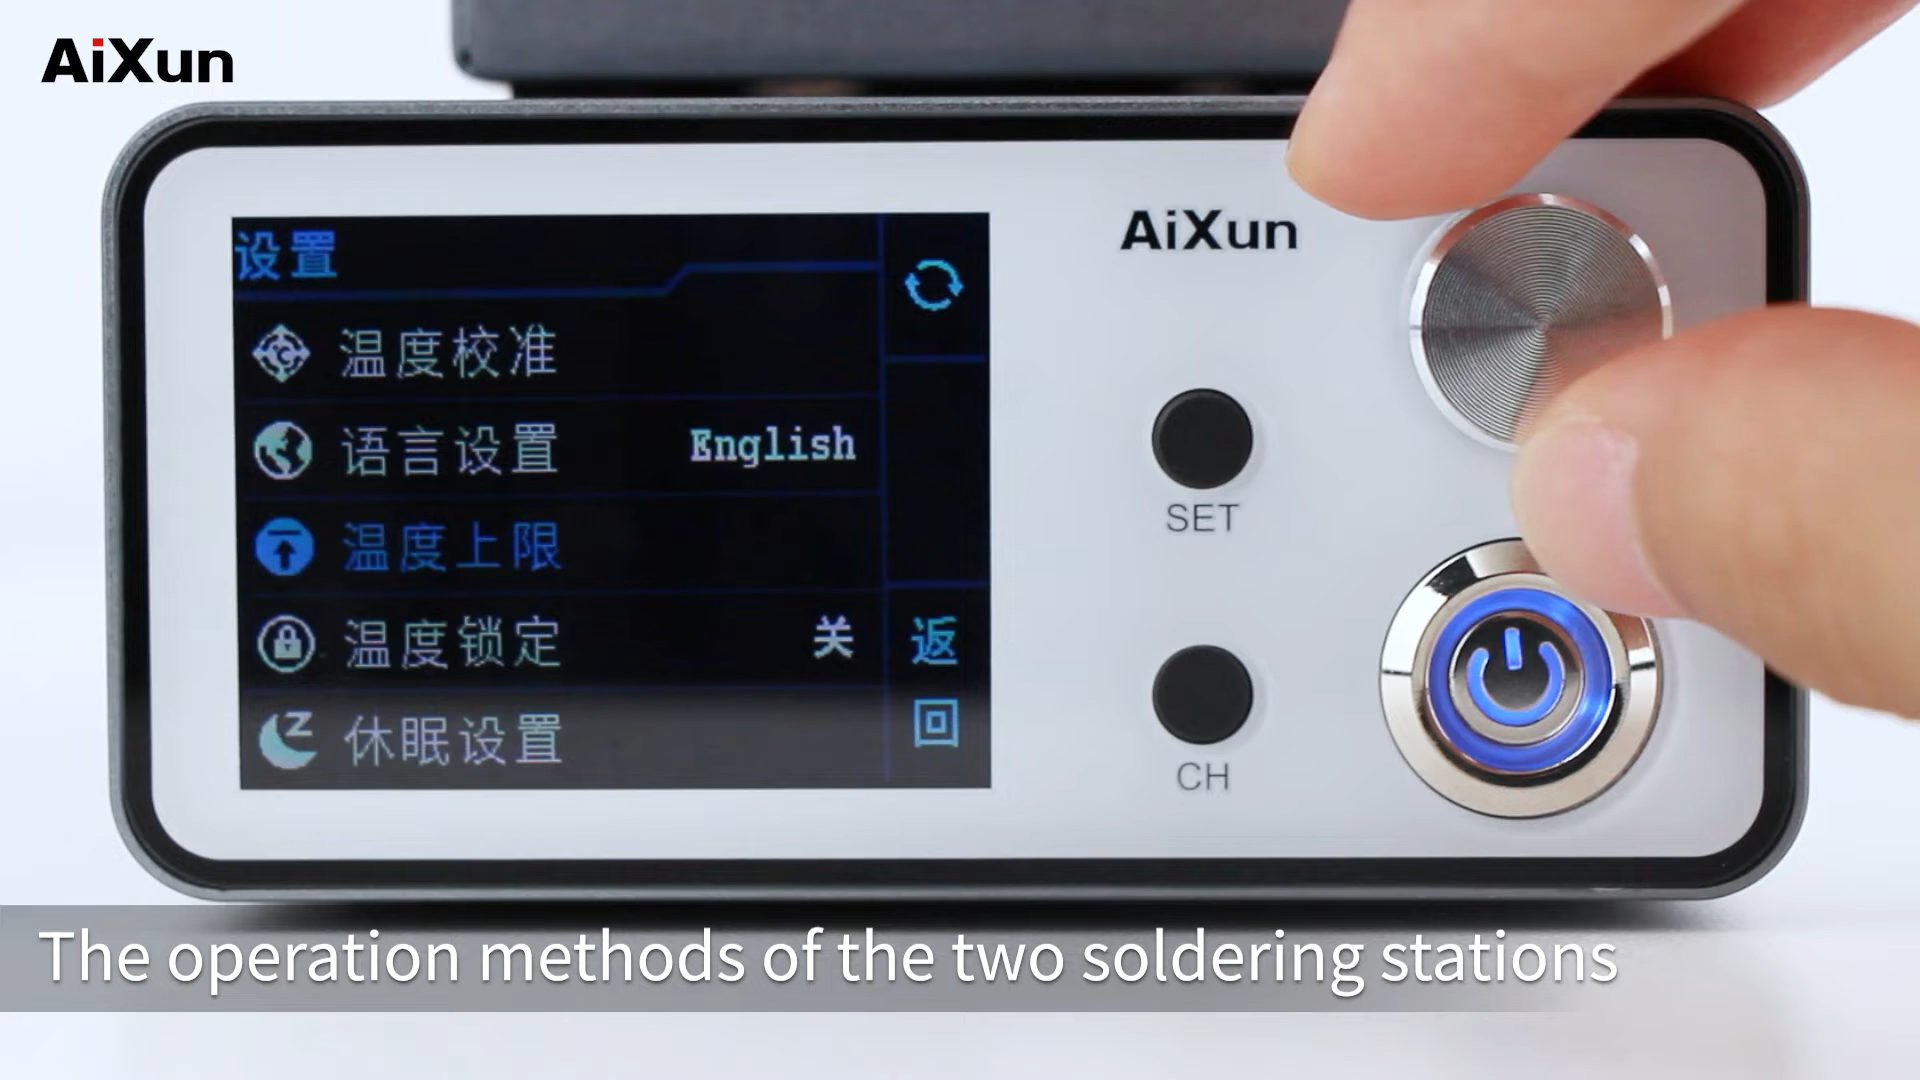 AiXun
设置
温度校准
语言设置 English
温度上限
温度锁定 关
休眠设置
返
回
AiXun
SET
CH
The operation methods of the two soldering stations